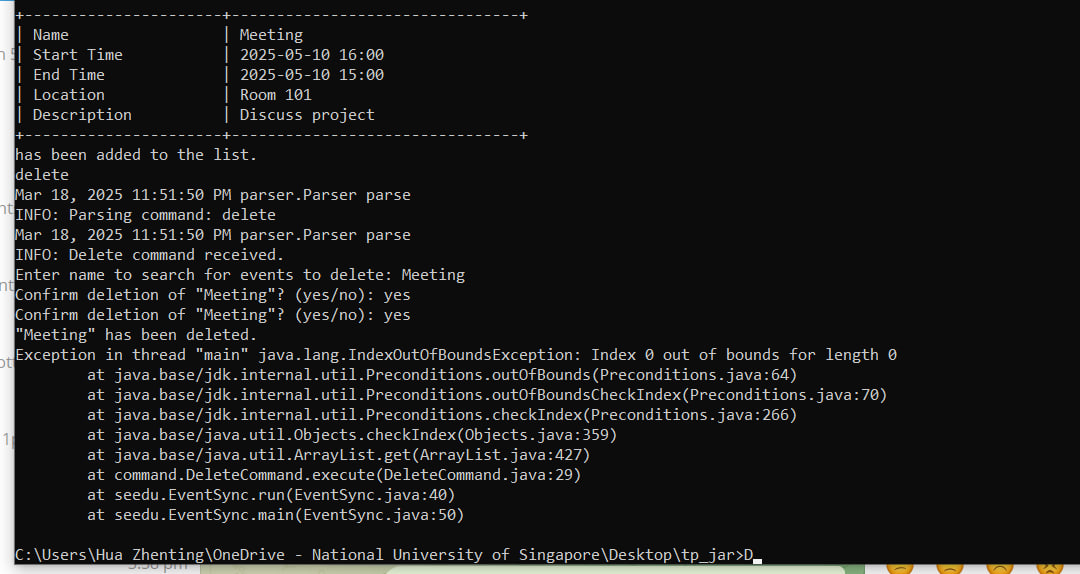 +----------------------+--------------------------------+
| Name | Meeting
| Start Time | 2025-05-10 16:00
| End Time | 2025-05-10 15:00
| Location | Room 101
| Description | Discuss project
+----------------------+--------------------------------+
has been added to the list.
delete
Mar 18, 2025 11:51:50 PM parser.Parser parse
INFO: Parsing command: delete
Mar 18, 2025 11:51:50 PM parser.Parser parse
INFO: Delete command received.
Enter name to search for events to delete: Meeting
Confirm deletion of "Meeting"? (yes/no): yes
Confirm deletion of "Meeting"? (yes/no): yes
"Meeting" has been deleted.
Exception in thread "main" java.lang.IndexOutOfBoundsException: Index 0 out of bounds for length 0
at java.base/jdk.internal.util.Preconditions.outOfBounds(Preconditions.java:64)
at java.base/jdk.internal.util.Preconditions.outOfBoundsCheckIndex(Preconditions.java:70)
at java.base/jdk.internal.util.Preconditions.checkIndex(Preconditions.java:266)
at java.base/java.util.Objects.checkIndex(Objects.java:359)
at java.base/java.util.ArrayList.get(ArrayList.java:427)
at command.DeleteCommand.execute(DeleteCommand.java:29)
at seedu.EventSync.run(EventSync.java:40)
at seedu.EventSync.main(EventSync.java:50)
C:\Users\Hua Zhenting\OneDrive - National University of Singapore\Desktop\tp_jar>D